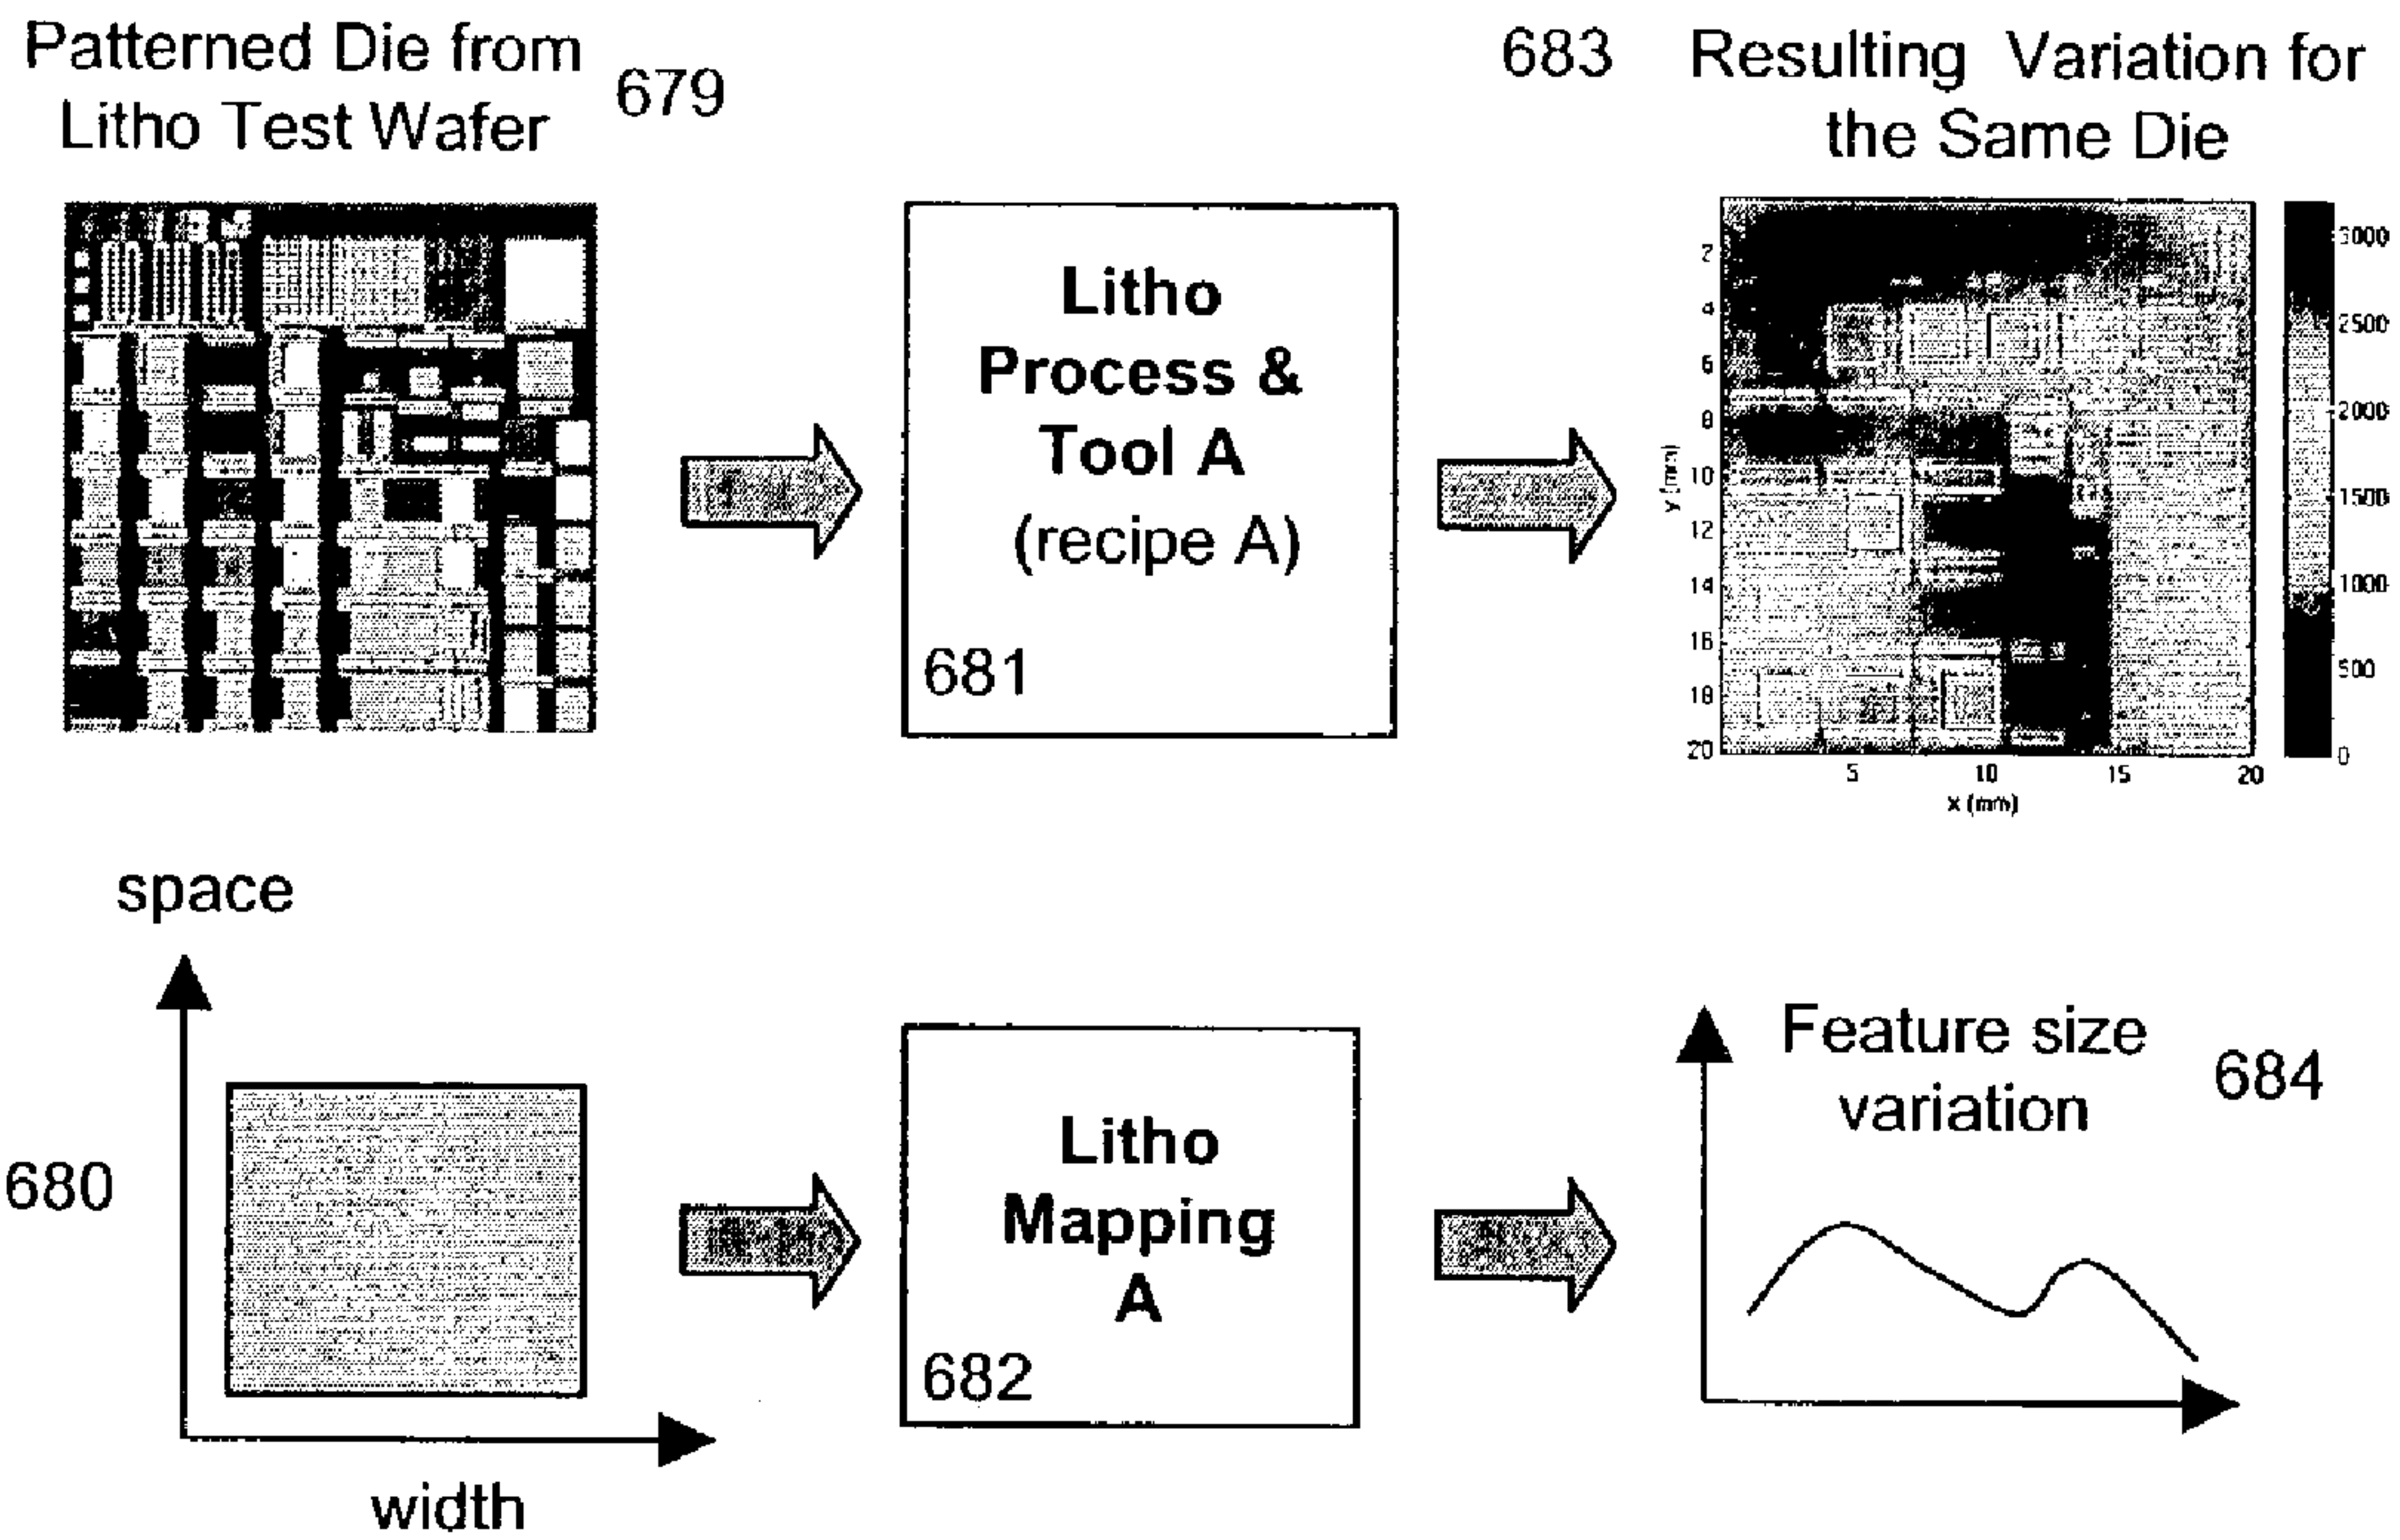 Patterned Die from
Litho Test Wafer
679
683
Resulting Variation for
the Same Die
Litho
Process &
Tool A
(recipe A)
681
3000
2500
2000
1500
1000
500
0
2
4
6
8
10
12
14
16
18
20
y (mm)
5
10
15
20
x (mm)
space
680
width
Litho
Mapping
A
682
Feature size
variation
684